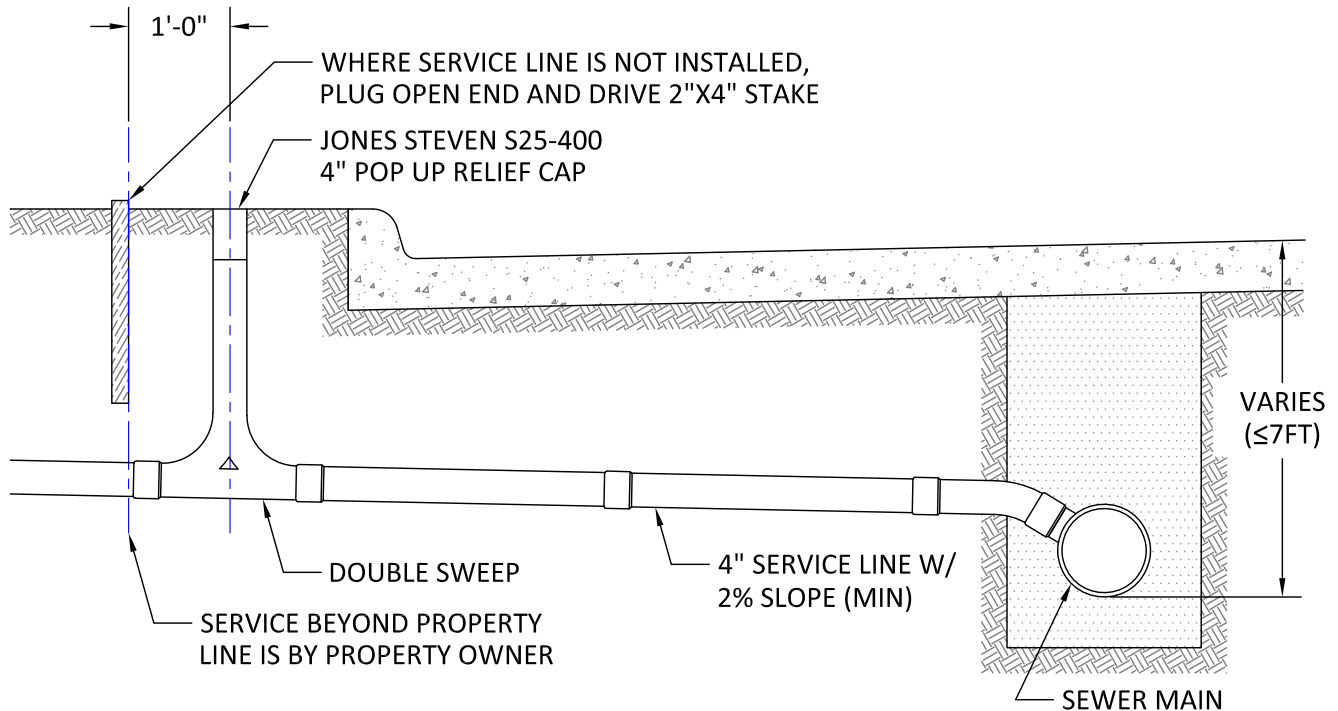 1'-0"
WHERE SERVICE LINE IS NOT INSTALLED,
PLUG OPEN END AND DRIVE 2"X4" STAKE
JONES STEVEN S25-400
4" POP UP RELIEF CAP
VARIES
(≤7FT)
4" SERVICE LINE W/
2% SLOPE (MIN)
DOUBLE SWEEP
SERVICE BEYOND PROPERTY
LINE IS BY PROPERTY OWNER
SEWER MAIN